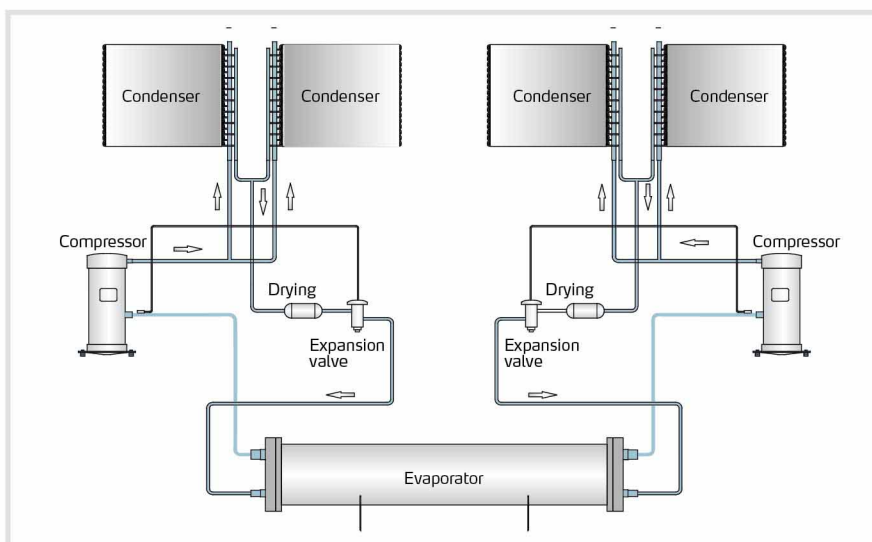 Condenser
Condenser
Condenser
Condenser
Compressor
Compressor
Drying
Drying
Expansion
valve
Expansion
valve
Evaporator